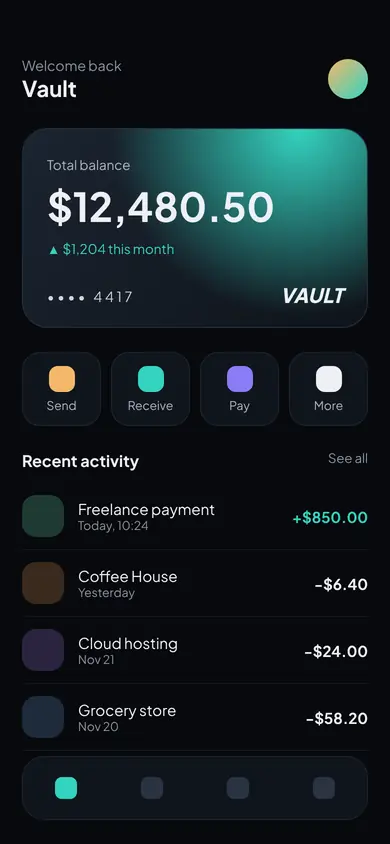 Welcome back
Vault
Total balance
$12,480.50
▲ $1,204 this month
•••• 4417
VAULT
Send
Receive
Pay
More
Recent activity
See all
Freelance payment
Today, 10:24
+$850.00
Coffee House
Yesterday
-$6.40
Cloud hosting
Nov 21
-$24.00
Grocery store
Nov 20
-$58.20